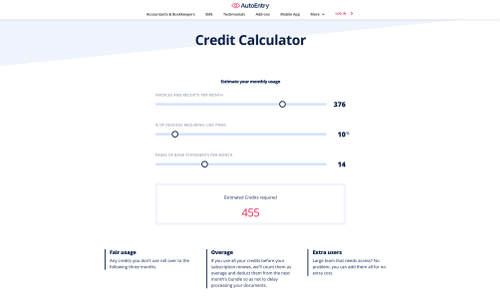 AutoEntry
Accountants & Bookkeepers SMB Testimonials Add-ons Mobile App More LOG IN
Credit Calculator
Estimate your monthly usage
INVOICES AND RECEIPTS PER MONTH
376
% OF INVOICES REQUIRING LINE ITEMS
10%
PAGES OF BANK STATEMENTS PER MONTH
14
Estimated Credits required
455
Fair usage
Any credits you don't use roll over to the
following three months.
Overage
If you use all your credits before your
subscription renews, we'll count them as
overage and deduct them from the next
month's bundle so as not to delay
processing your documents.
Extra users
Large team that needs access? No
problem, you can add them all for no
extra cost.